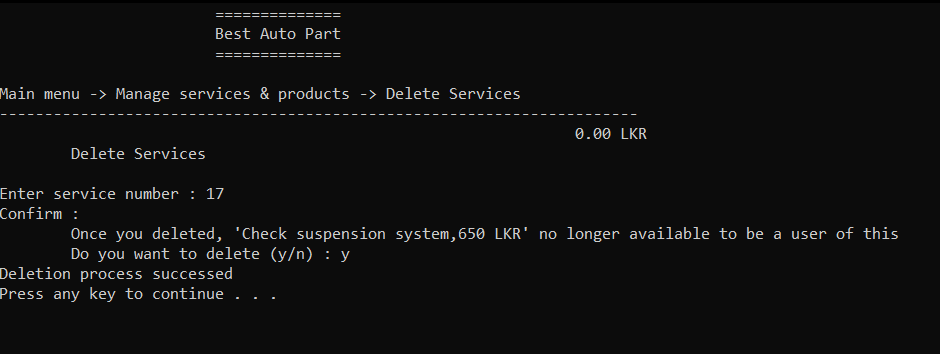 ==============
Best Auto Part
==============
Main menu -> Manage services & products -> Delete Services
-----------------------------------------------------------------------
0.00 LKR
Delete Services
Enter service number : 17
Confirm :
Once you deleted, 'Check suspension system,650 LKR' no longer available to be a user of this
Do you want to delete (y/n) : y
Deletion process successed
Press any key to continue . . .